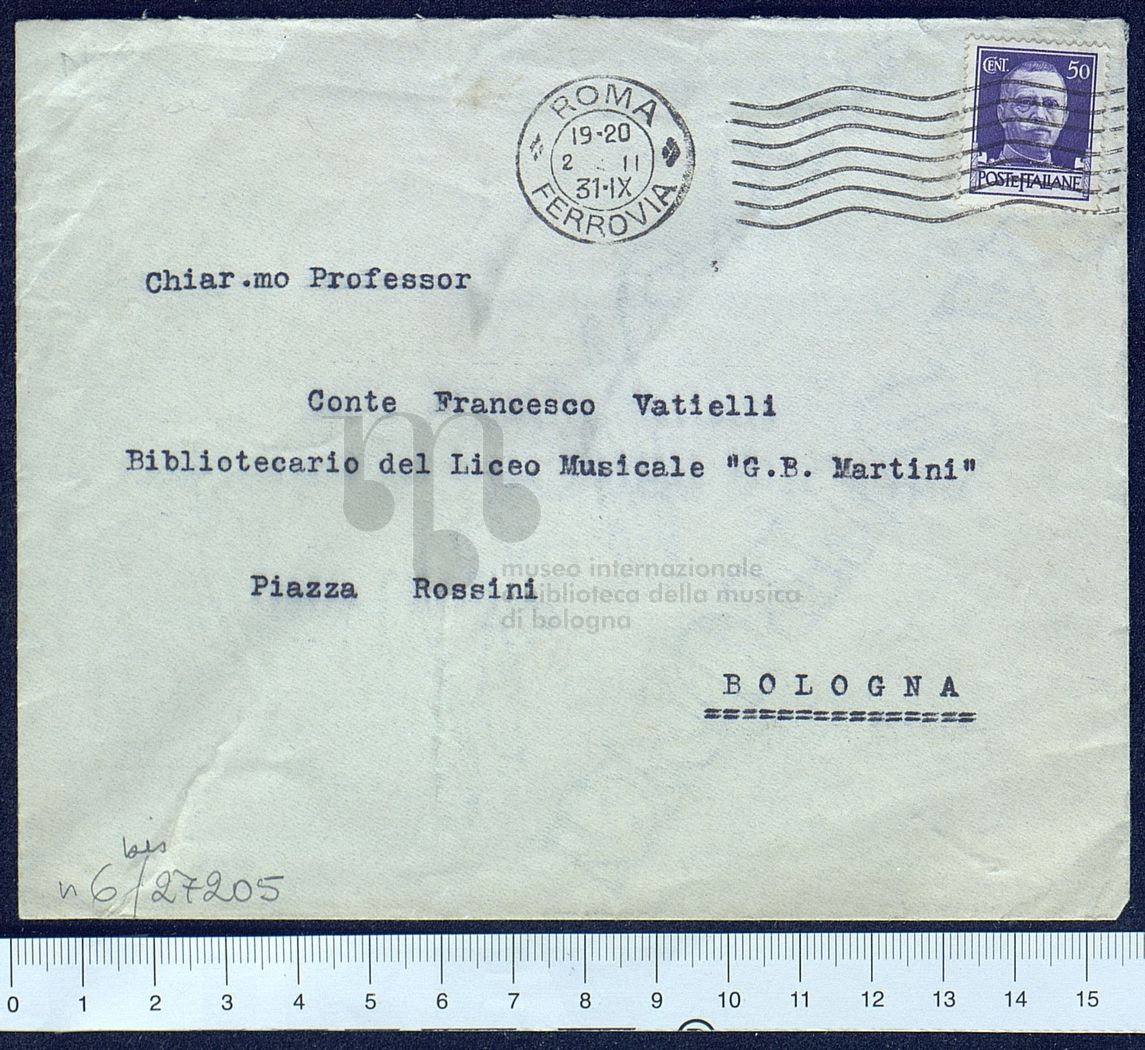 ROMA
19-20
2 11
31·IX
FERROVIA
CENT. 50
POSTE ITALIANE
Chiar.mo Professor
Conte Francesco Vatielli
Bibliotecario del Liceo Musicale "G.B. Martini"
museo internazionale
e biblioteca della musica
di bologna
Piazza Rossini
BOLOGNA
bis
n 6/27205
0 1 2 3 4 5 6 7 8 9 10 11 12 13 14 15